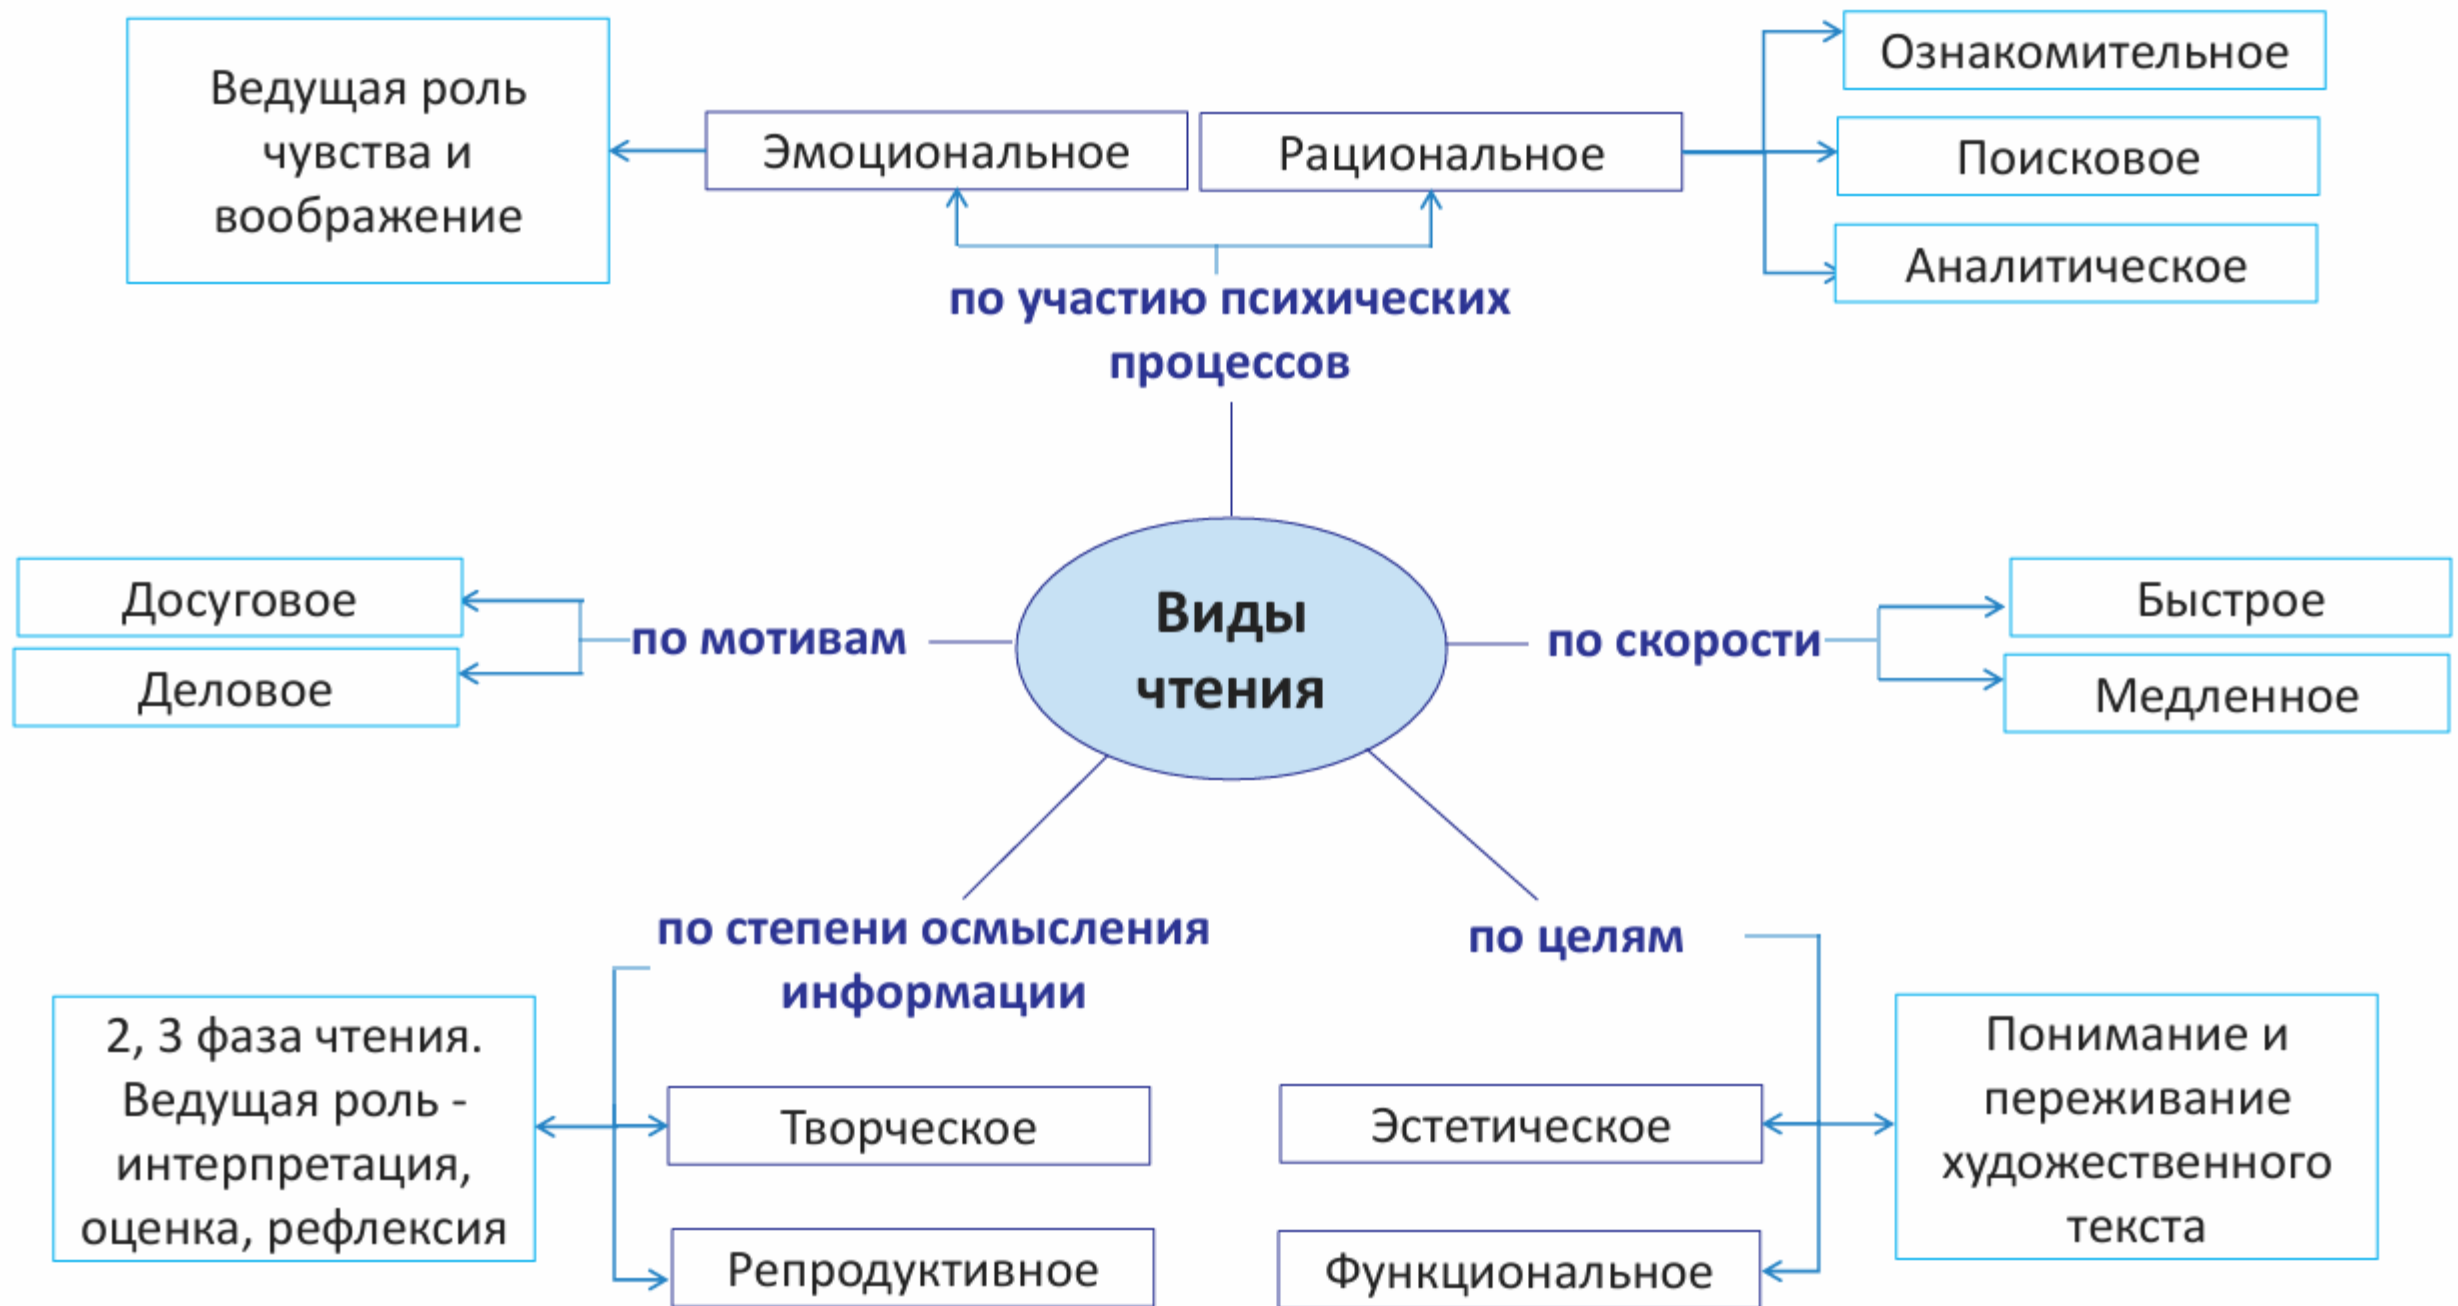 Ведущая роль
чувства и
воображение
Эмоциональное
Рациональное
Ознакомительное
Поисковое
Аналитическое
по участию психических
процессов
Досуговое
Деловое
по мотивам
Виды
чтения
по скорости
Быстрое
Медленное
по степени осмысления
информации
2, 3 фаза чтения.
Ведущая роль -
интерпретация,
оценка, рефлексия
Творческое
Репродуктивное
по целям
Эстетическое
Функциональное
Понимание и
переживание
художественного
текста